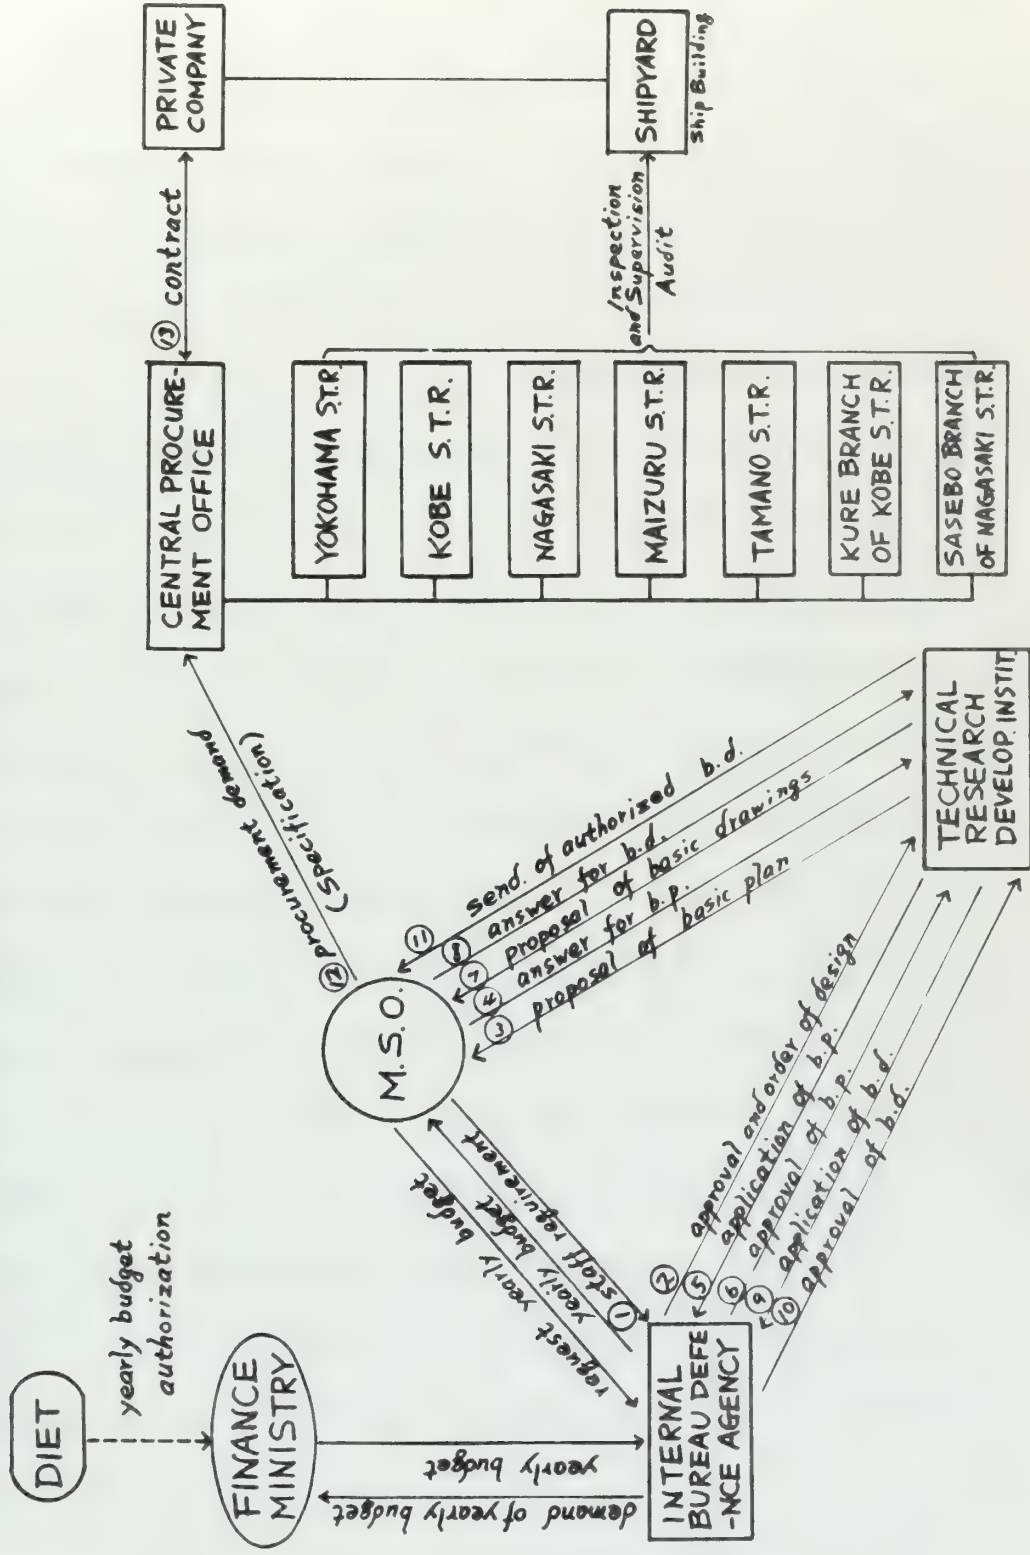 DIET
yearly budget
authorization
FINANCE
MINISTRY
demand of yearly budget
yearly budget
INTERNAL
BUREAU DEFE
-NCE AGENCY
request yearly budget
yearly budget
① staff requirement
M.S.O.
② approval and order of design
⑤ application of b.p.
⑥ approval of b.p.
⑨ application of b.d.
⑩ approval of b.d.
⑪ send. of authorized b.d.
⑧ answer for b.d.
⑦ proposal of basic drawings
④ answer for b.p.
③ proposal of basic plan
TECHNICAL
RESEARCH
DEVELOP. INSTIT.
⑫ procurement demand
(Specification)
CENTRAL PROCURE-
MENT OFFICE
⑬ contract
PRIVATE
COMPANY
YOKOHAMA S.T.R.
KOBE S.T.R.
NAGASAKI S.T.R.
MAIZURU S.T.R.
TAMANO S.T.R.
KURE BRANCH
OF KOBE S.T.R.
SASEBO BRANCH
OF NAGASAKI S.T.R.
Inspection
and Supervision
Audit
SHIPYARD
Ship Building